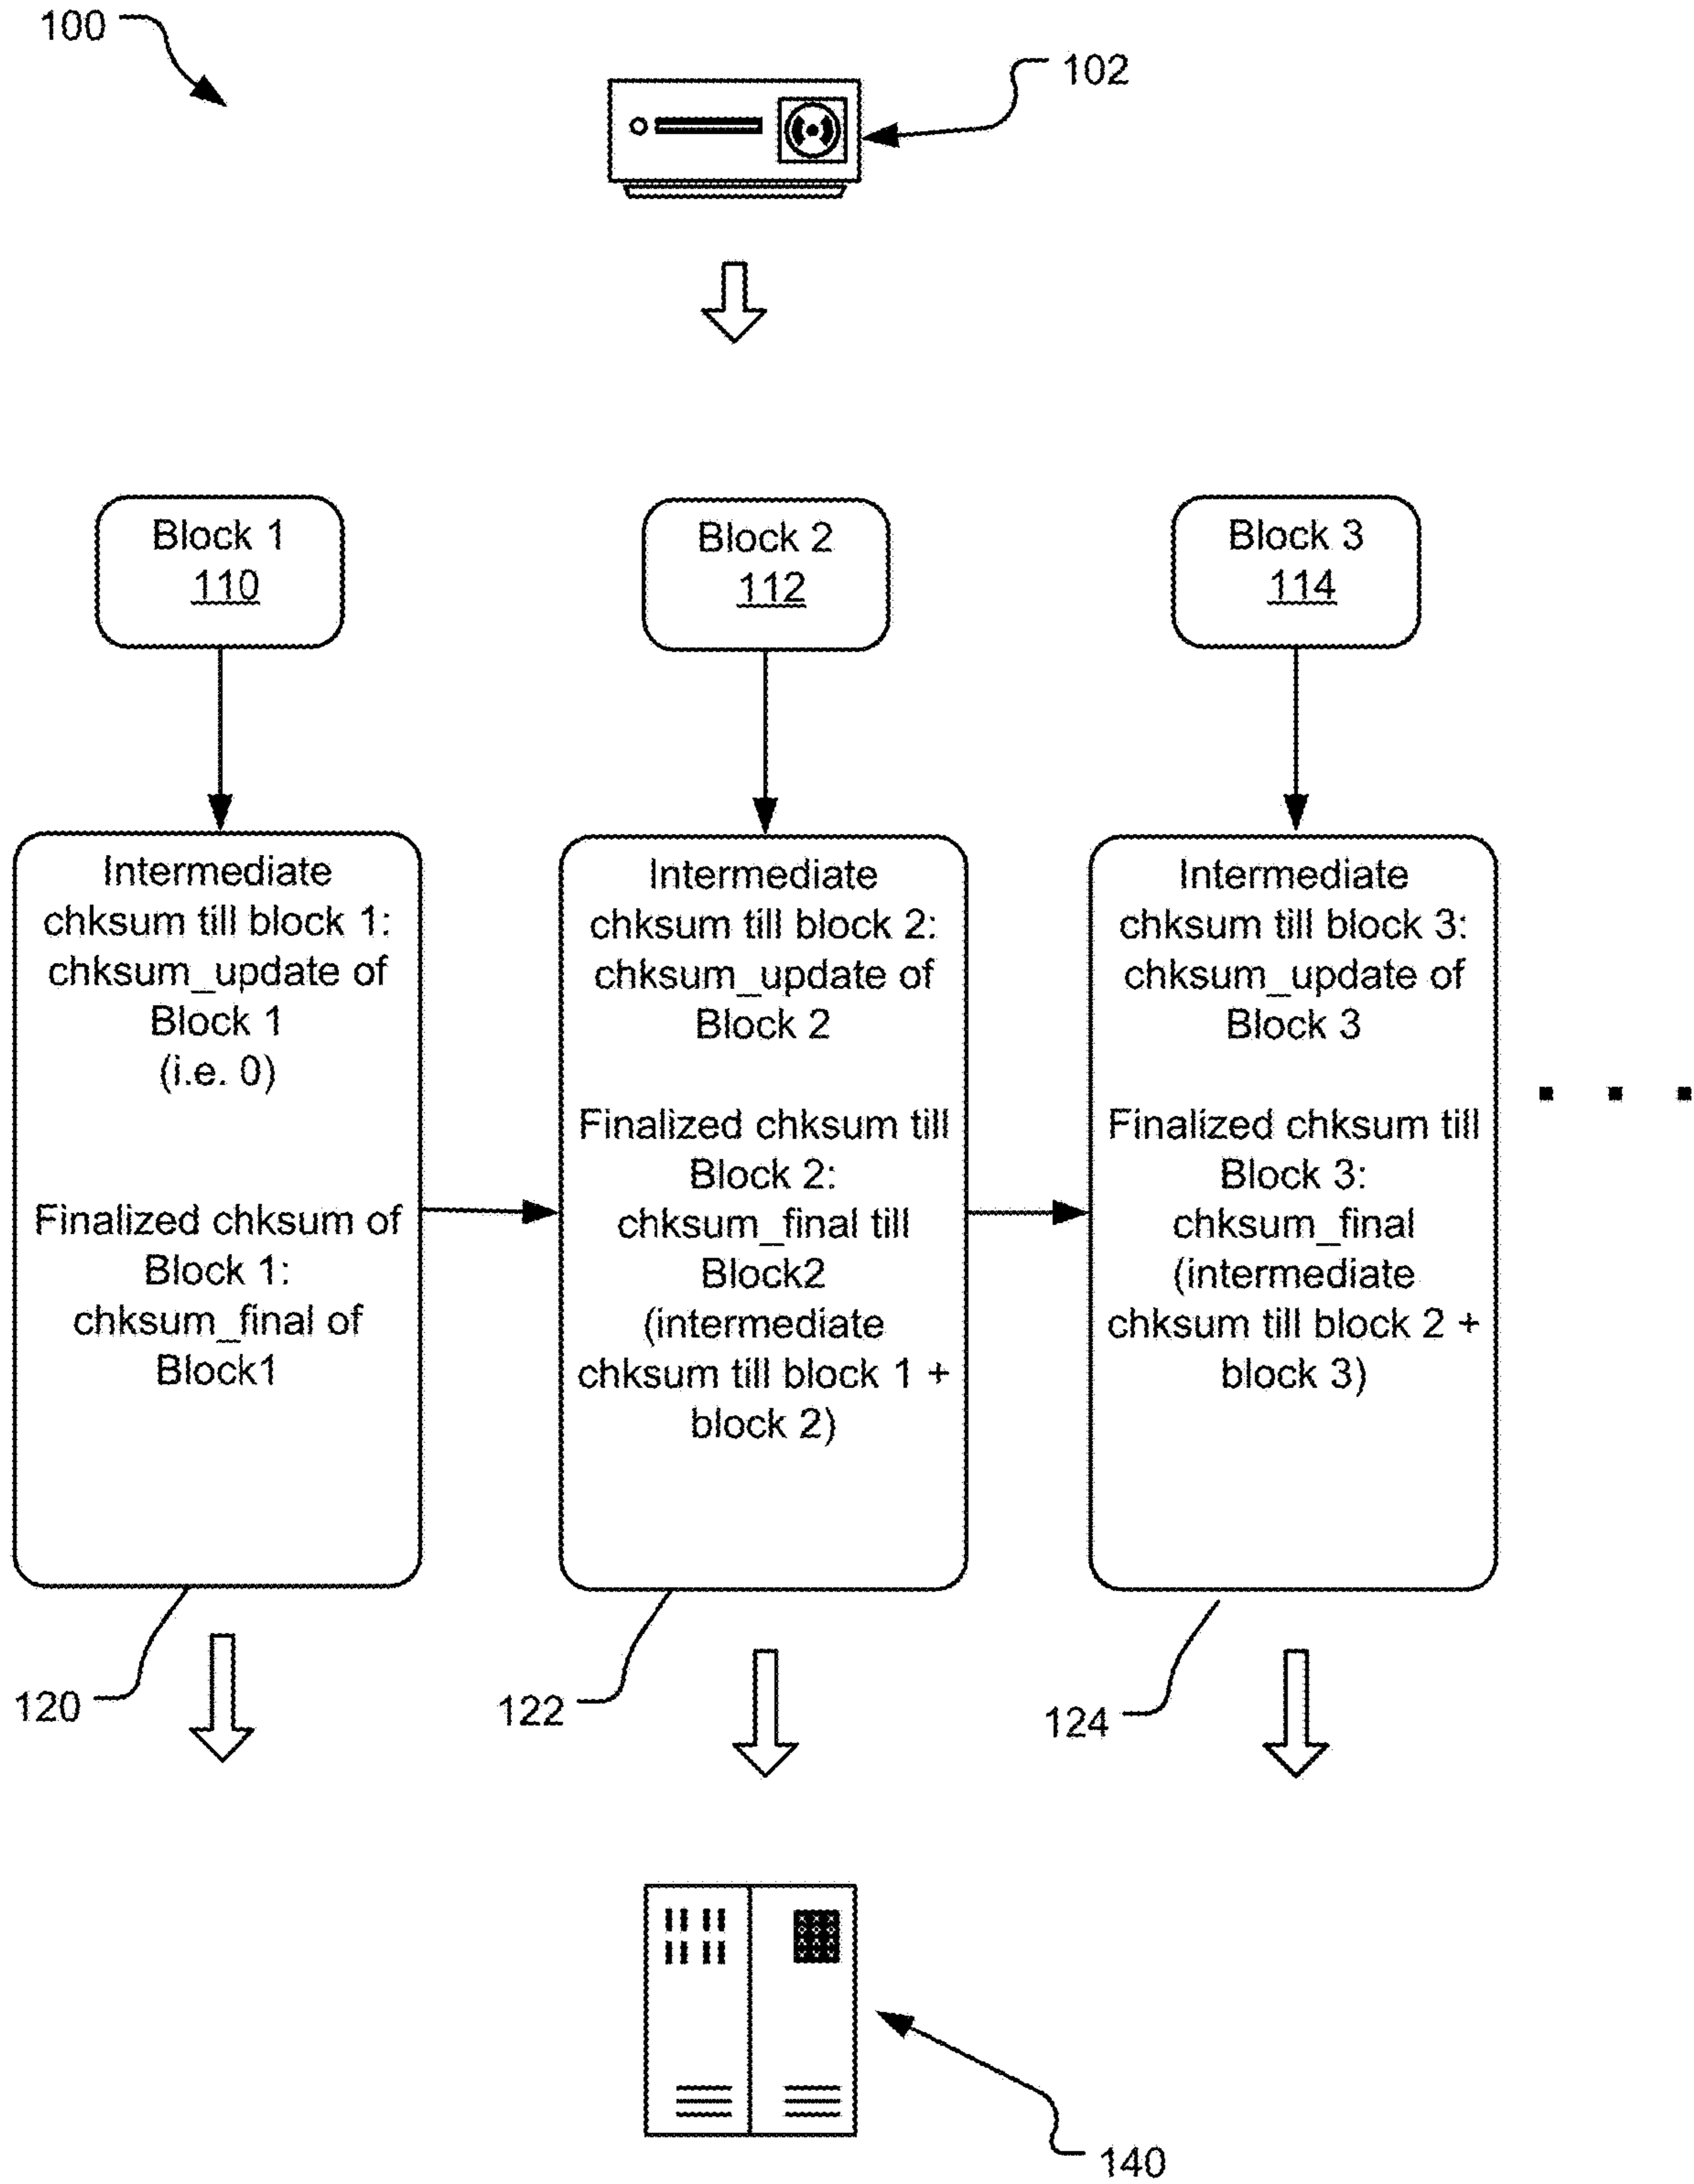 100
102
Block 1
110
Block 2
112
Block 3
114
Intermediate
chksum till block 1:
chksum_update of
Block 1
(i.e. 0)
Finalized chksum of
Block 1:
chksum_final of
Block1
Intermediate
chksum till block 2:
chksum_update of
Block 2
Finalized chksum till
Block 2:
chksum_final till
Block2
(intermediate
chksum till block 1 +
block 2)
Intermediate
chksum till block 3:
chksum_update of
Block 3
Finalized chksum till
Block 3:
chksum_final
(intermediate
chksum till block 2 +
block 3)
. . .
120
122
124
140